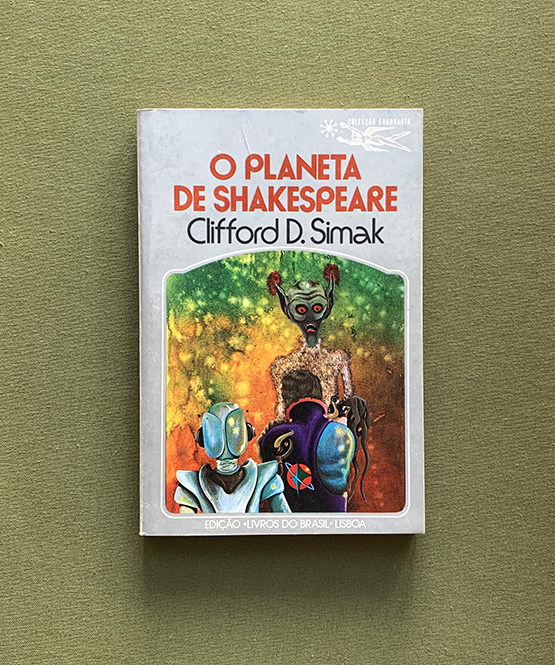 COLECÇÃO ARGONAUTA
O PLANETA
DE SHAKESPEARE
Clifford D. Simak
EDIÇÃO «LIVROS DO BRASIL» LISBOA